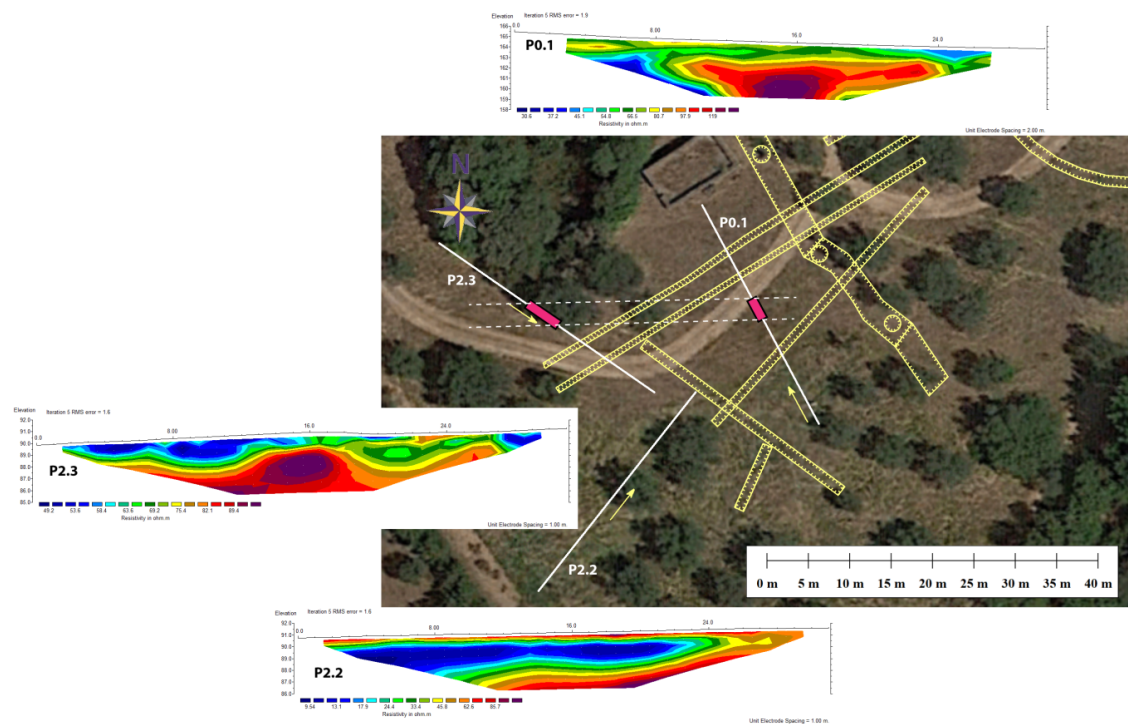 Elevation Iteration 5 RMS error = 1.9
0.0 8.00 16.0 24.0
P0.1
166
165
164
163
162
161
160
159
158
30.6 37.2 45.1 54.8 66.5 80.7 97.9 119
Resistivity in ohm.m
Unit Electrode Spacing = 2.00 m.
N
P0.1
P2.3
Elevation Iteration 5 RMS error = 1.6
92.0
91.0
90.0
89.0
88.0
87.0
86.0
85.0
0.0 8.00 16.0 24.0
P2.3
49.2 53.6 58.4 63.6 69.2 75.4 82.1 89.4
Resistivity in ohm.m
Unit Electrode Spacing = 1.00 m.
P2.2
0 m 5 m 10 m 15 m 20 m 25 m 30 m 35 m 40 m
Elevation Iteration 5 RMS error = 1.6
92.0
91.0
90.0
89.0
88.0
87.0
86.0
0.0 8.00 16.0 24.0
P2.2
9.54 13.1 17.9 24.4 33.4 45.8 62.6 85.7
Resistivity in ohm.m
Unit Electrode Spacing = 1.00 m.